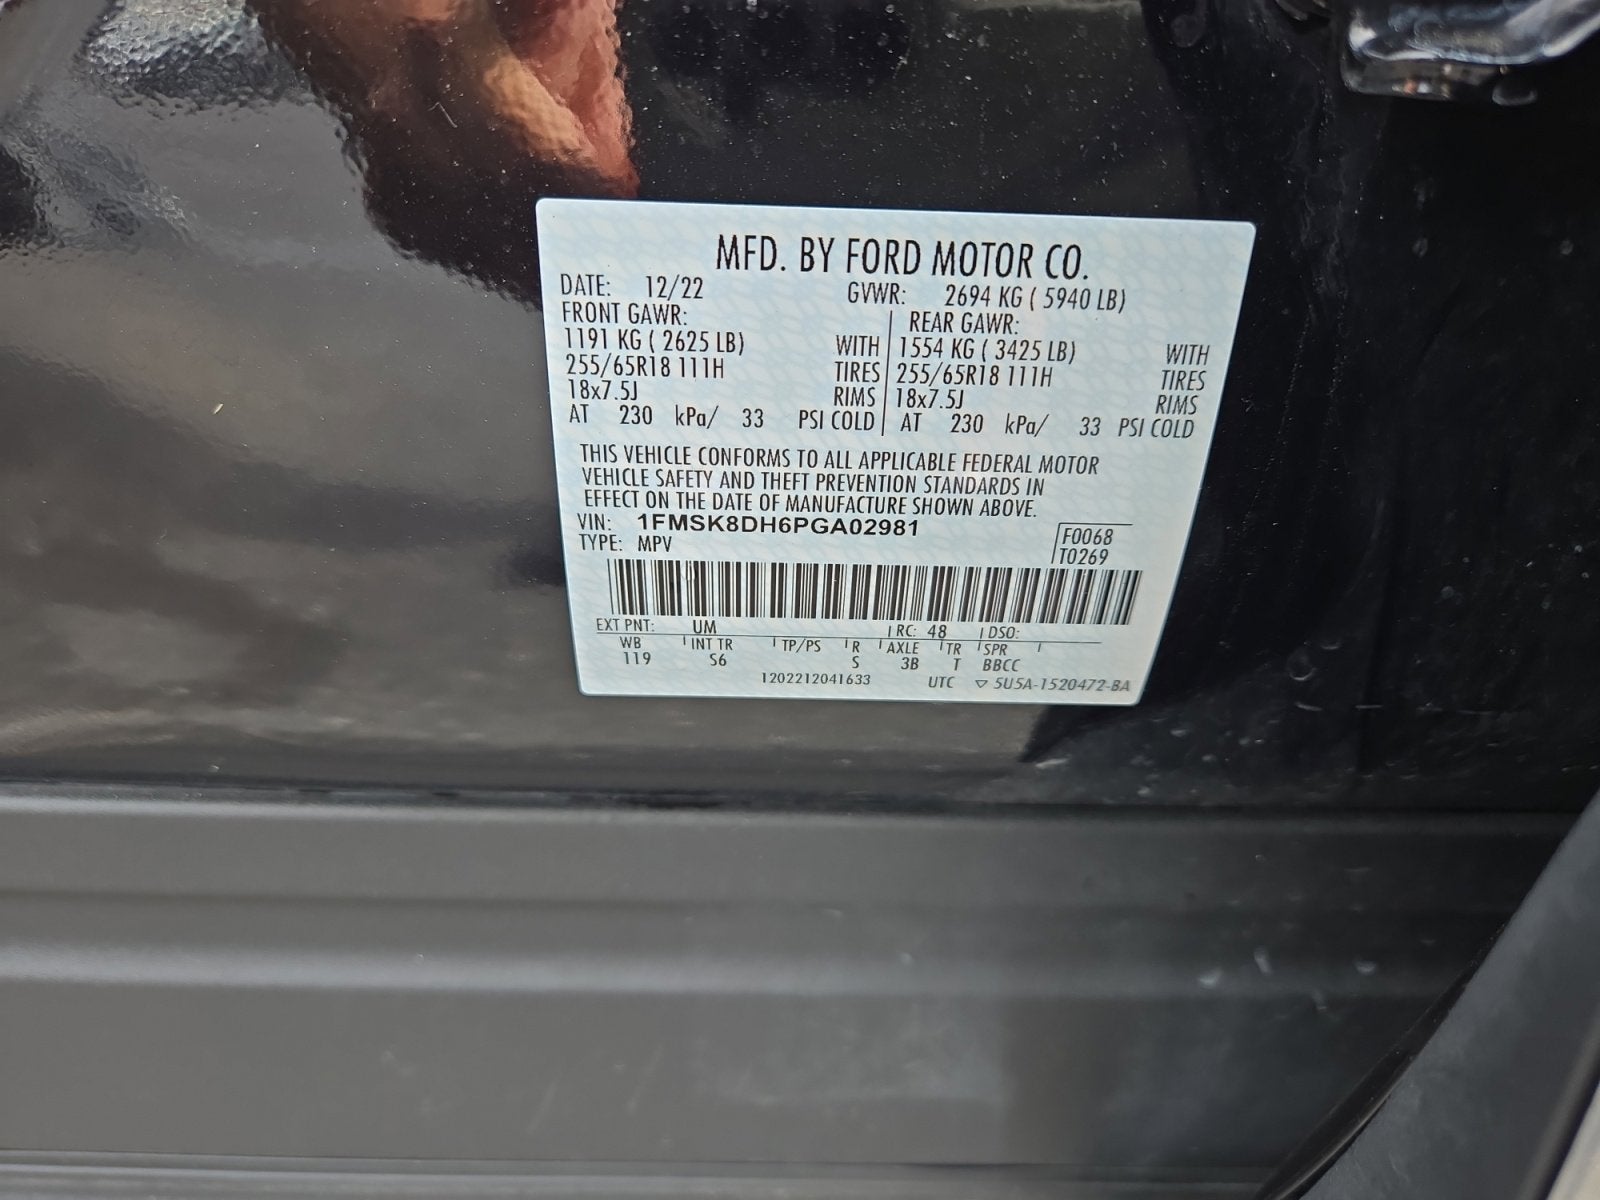 MFD. BY FORD MOTOR CO.
DATE: 12/22 GVWR: 2694 KG ( 5940 LB)
FRONT GAWR: REAR GAWR:
1191 KG ( 2625 LB) WITH 1554 KG ( 3425 LB) WITH
255/65R18 111H TIRES 255/65R18 111H TIRES
18x7.5J RIMS 18x7.5J RIMS
AT 230 kPa/ 33 PSI COLD AT 230 kPa/ 33 PSI COLD
THIS VEHICLE CONFORMS TO ALL APPLICABLE FEDERAL MOTOR
VEHICLE SAFETY AND THEFT PREVENTION STANDARDS IN
EFFECT ON THE DATE OF MANUFACTURE SHOWN ABOVE.
VIN: 1FMSK8DH6PGA02981 F0068
TYPE: MPV T0269
EXT PNT: UM RC: 48 DSO:
WB INT TR TP/PS R AXLE TR SPR
119 S6 S 3B T BBCC
1202212041633 UTC ▽ 5U5A-1520472-BA